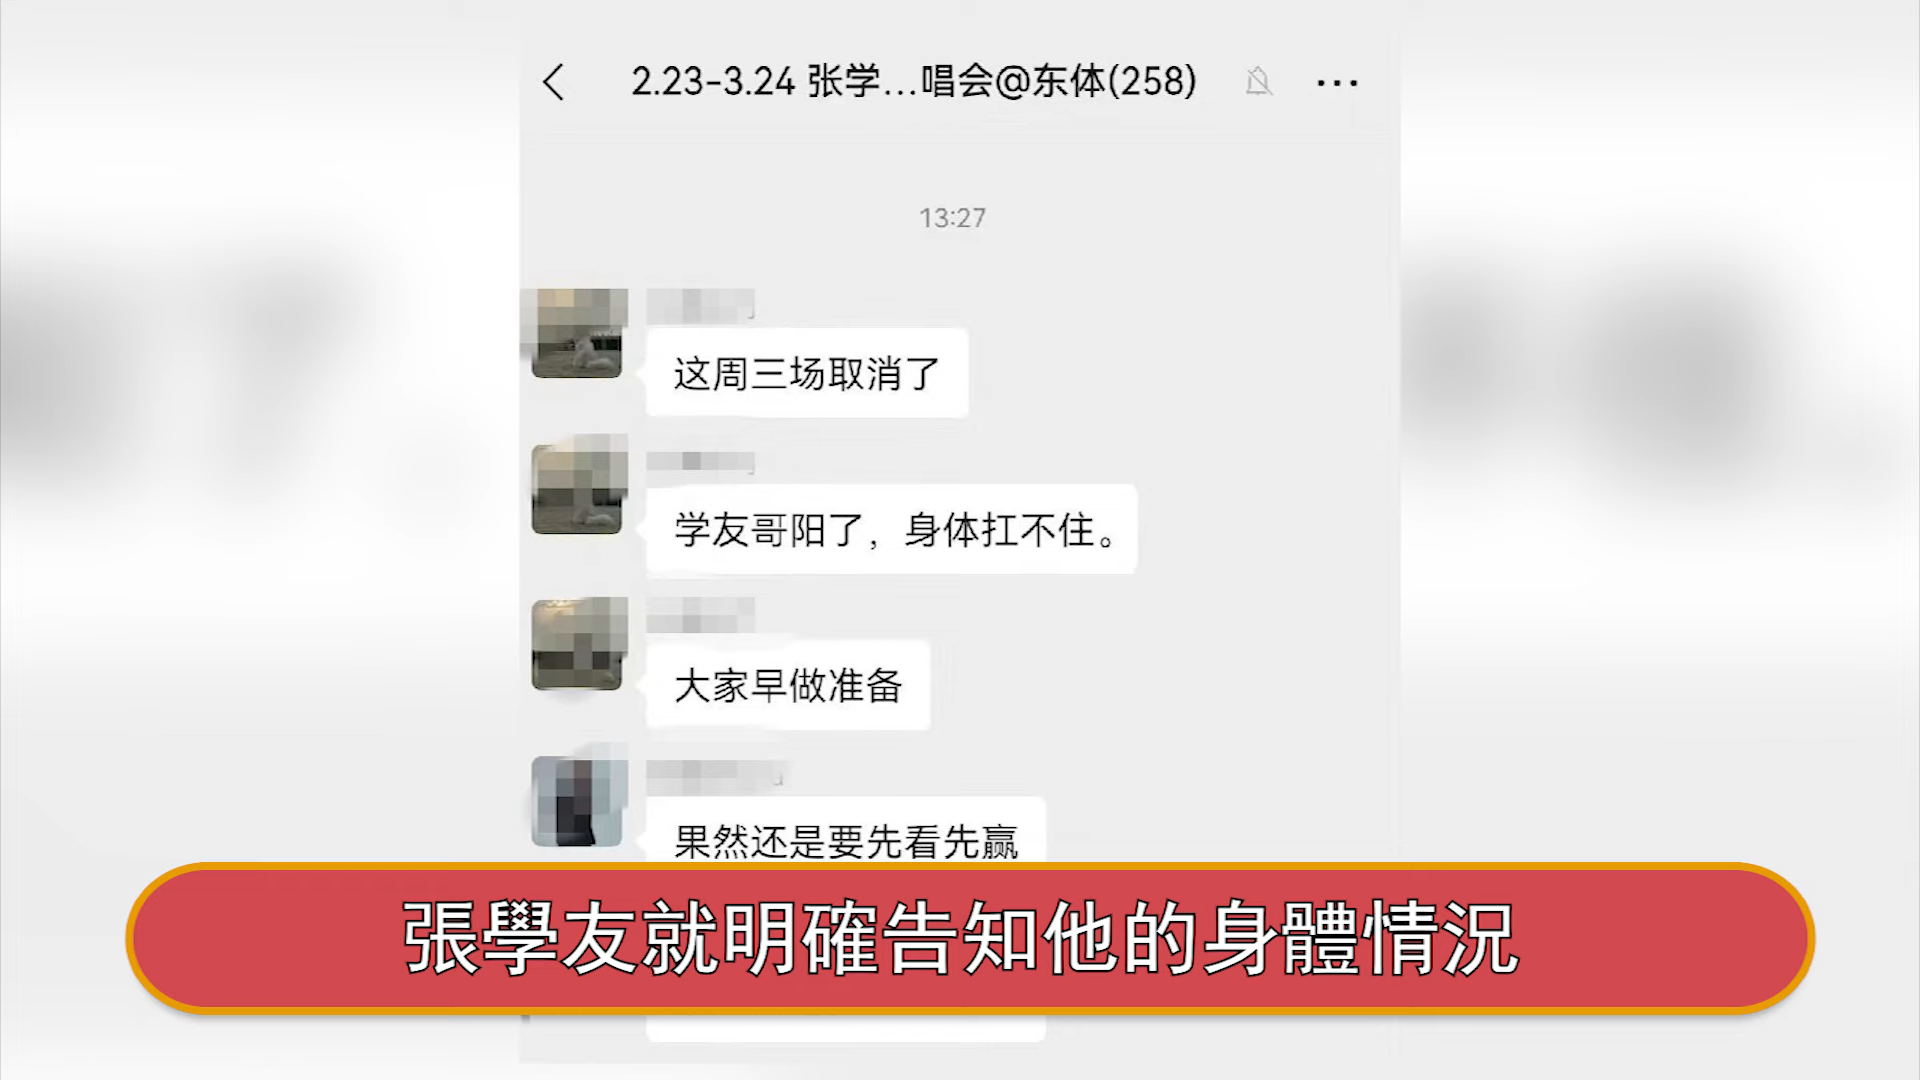 2.23-3.24 张学...唱会@东体(258)
13:27
这周三场取消了
学友哥阳了，身体扛不住。
大家早做准备
果然还是要先看先赢
張學友就明確告知他的身體情況